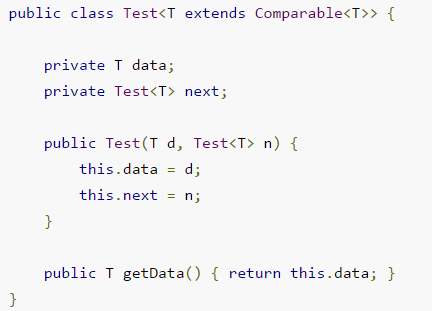 public class Test<T extends Comparable<T>> {
private T data;
private Test<T> next;
public Test(T d, Test<T> n) {
this.data = d;
this.next = n;
}
public T getData() { return this.data; }
}